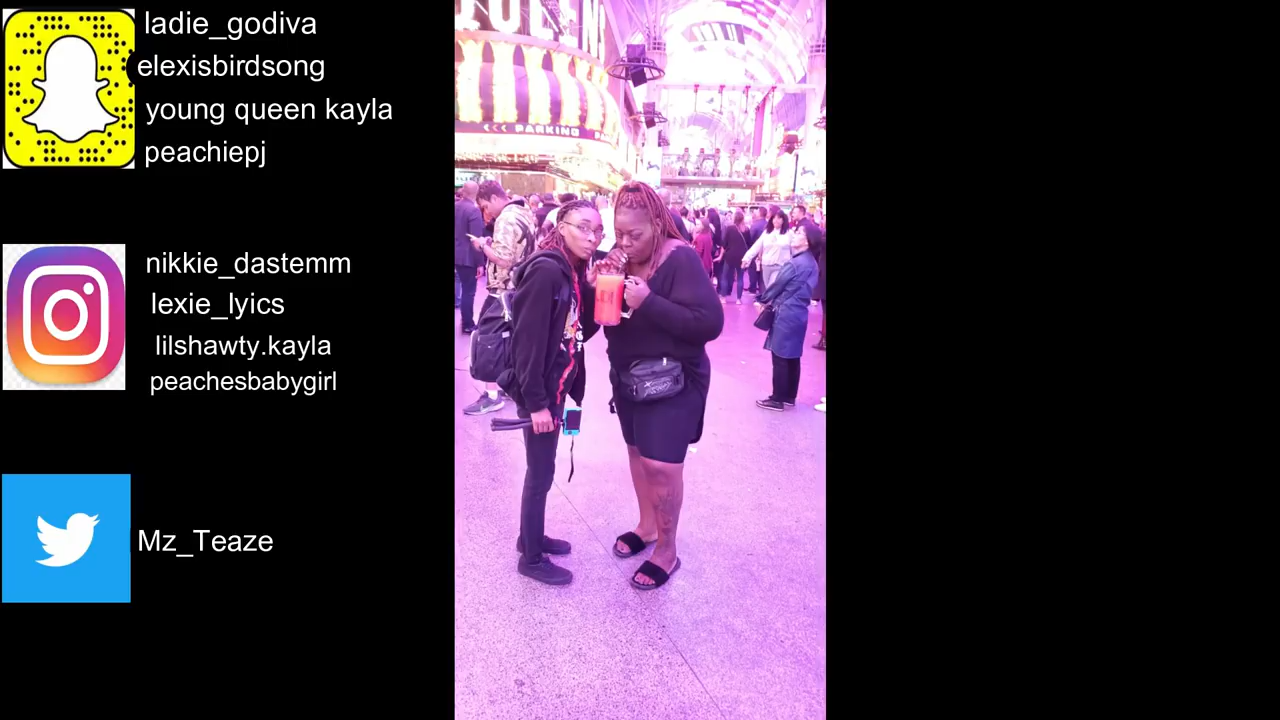 ladie_godiva
elexisbirdsong
young queen kayla
peachiepj
nikkie_dastemm
lexie_lyics
lilshawty.kayla
peachesbabygirl
Mz_Teaze
<<< PARKING